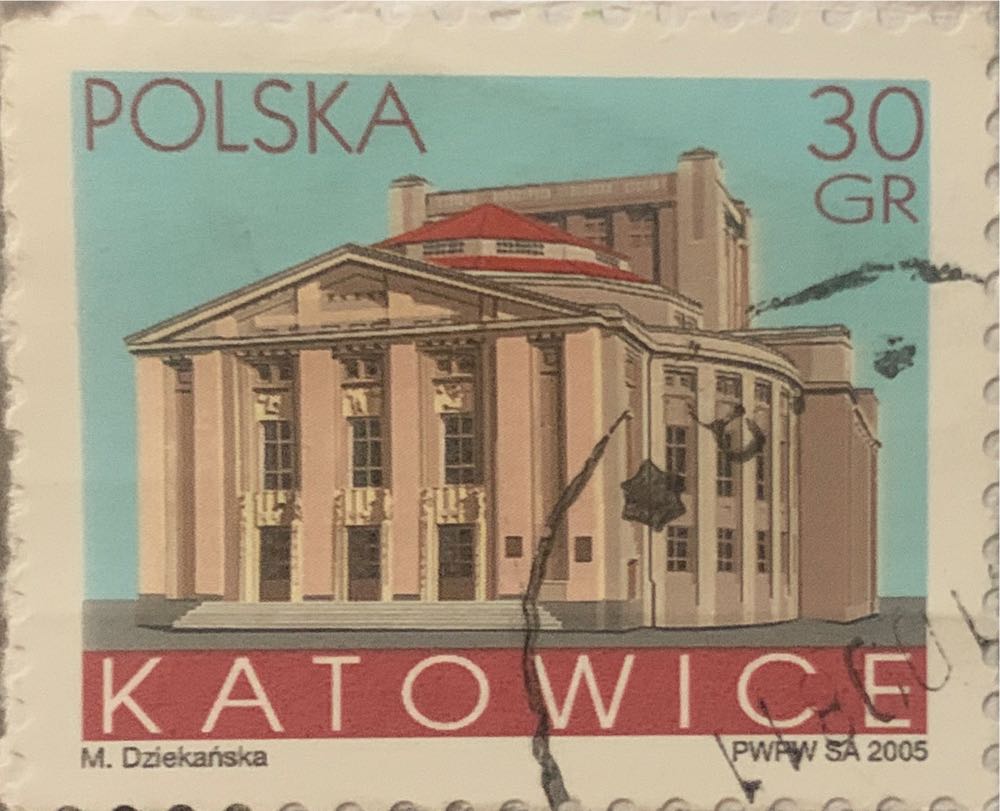 POLSKA
30
GR
KATOWICE
M. Dziekańska
PWPW SA 2005